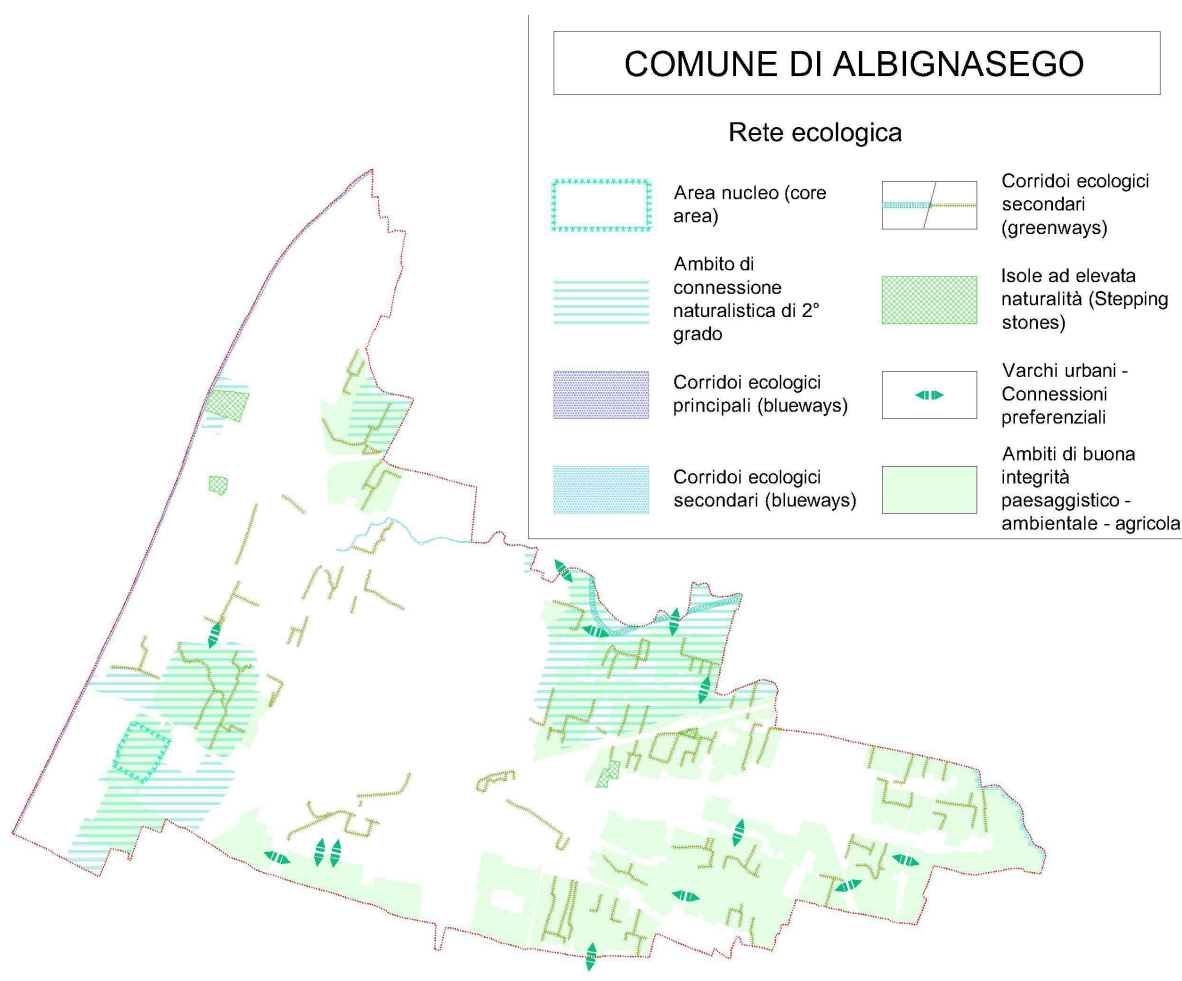 COMUNE DI ALBIGNASEGO
Rete ecologica
Area nucleo (core
area)
Ambito di
connessione
naturalistica di 2°
grado
Corridoi ecologici
principali (blueways)
Corridoi ecologici
secondari (blueways)
Corridoi ecologici
secondari
(greenways)
Isole ad elevata
naturalità (Stepping
stones)
Varchi urbani -
Connessioni
preferenziali
Ambiti di buona
integrità
paesaggistico -
ambientale - agricola